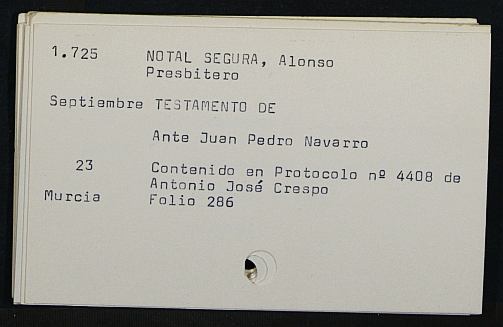 1.725 NOTAL SEGURA, Alonso
Presbitero
Septiembre TESTAMENTO DE
Ante Juan Pedro Navarro
23 Contenido en Protocolo nº 4408 de
Antonio José Crespo
Murcia Folio 286